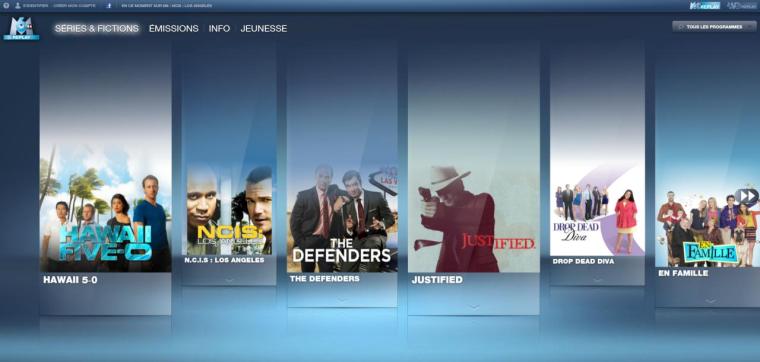 S'IDENTIFIER - CRÉER MON COMPTE
EN CE MOMENT SUR M6 : NCIS : LOS ANGELES
M6
REPLAY
SÉRIES & FICTIONS
ÉMISSIONS
INFO
JEUNESSE
TOUS LES PROGRAMMES
HAWAII
FIVE-0
NCIS:
LOS ANGELES
THE
DEFENDERS
JUSTIFIED.
DROP DEAD
Diva
EN
FAMILLE
HAWAII 5-0
N.C.I.S : LOS ANGELES
THE DEFENDERS
JUSTIFIED
DROP DEAD DIVA
EN FAMILLE